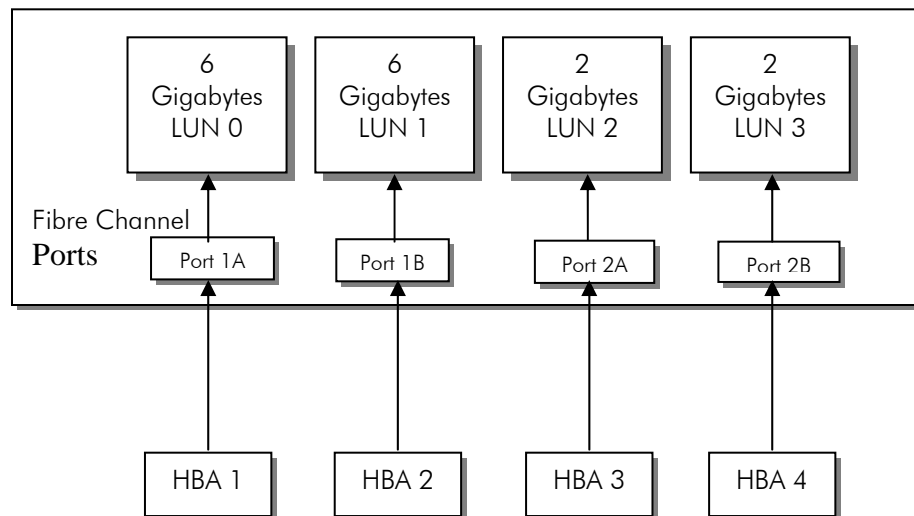 6
Gigabytes
LUN 0
6
Gigabytes
LUN 1
2
Gigabytes
LUN 2
2
Gigabytes
LUN 3
Fibre Channel
Ports
Port 1A
Port 1B
Port 2A
Port 2B
HBA 1
HBA 2
HBA 3
HBA 4